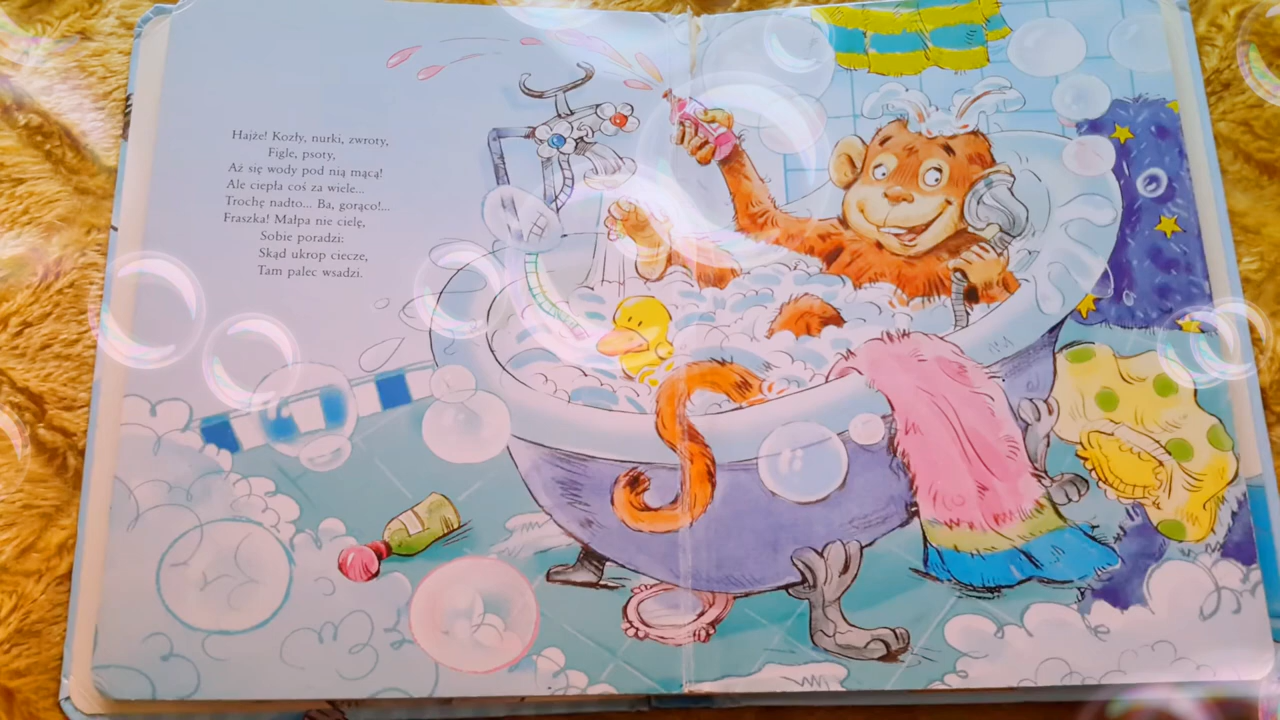 Hajże! Kozły, nurki, zwroty,
Figle, psoty,
Aż się wody pod nią mącą!
Ale ciepła coś za wiele...
Trochę nadto... Ba, gorąco!...
Fraszka! Małpa nie cielę,
Sobie poradzi:
Skąd ukrop ciecze,
Tam palec wsadzi.